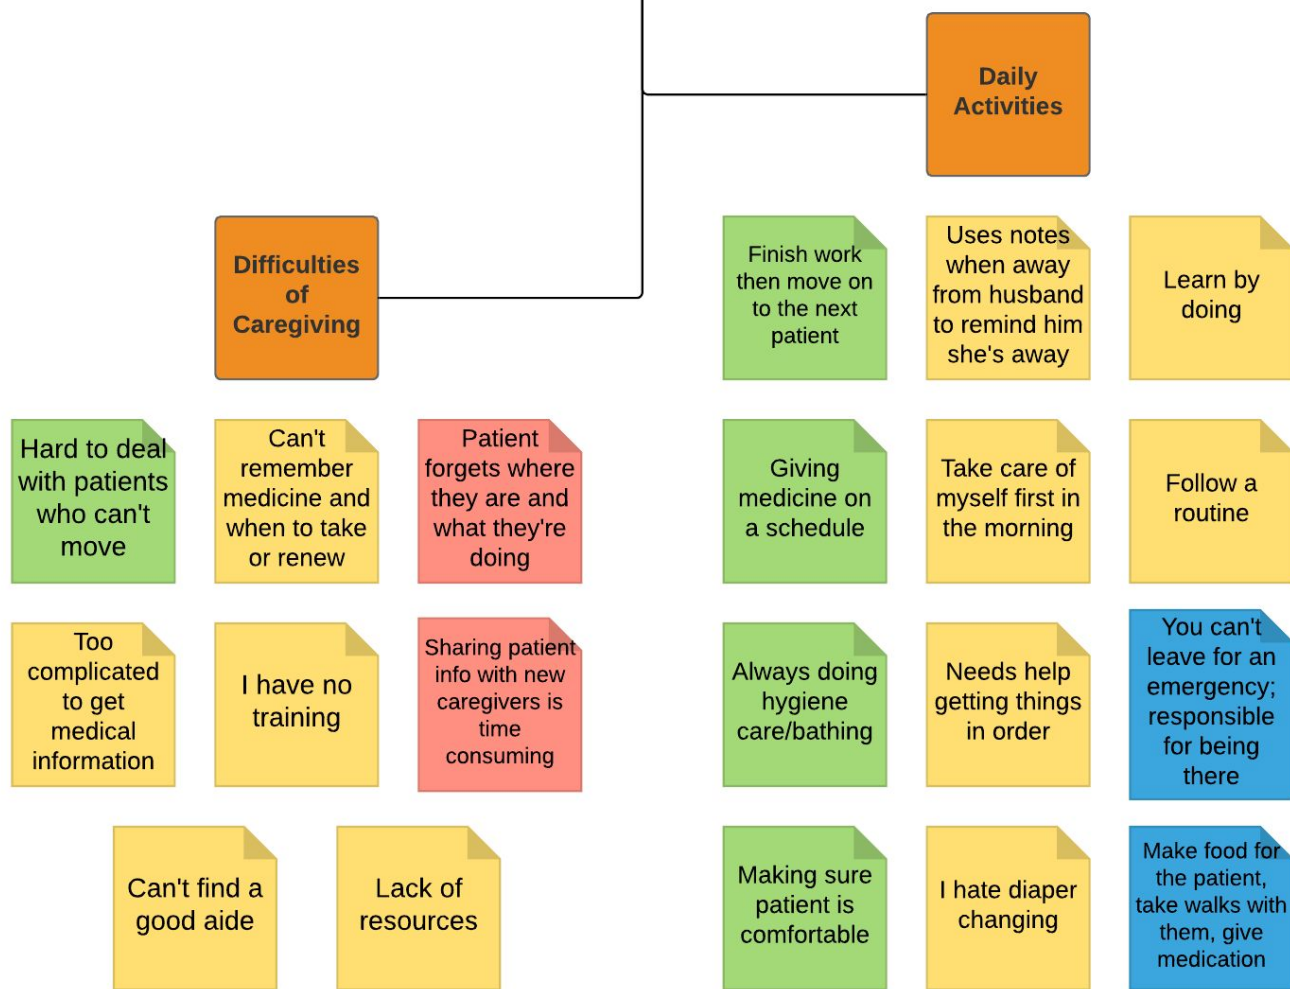 Daily
Activities
Difficulties
of
Caregiving
Finish work
then move on
to the next
patient
Uses notes
when away
from husband
to remind him
she's away
Learn by
doing
Hard to deal
with patients
who can't
move
Can't
remember
medicine and
when to take
or renew
Patient
forgets where
they are and
what they're
doing
Giving
medicine on
a schedule
Take care of
myself first in
the morning
Follow a
routine
Too
complicated
to get
medical
information
I have no
training
Sharing patient
info with new
caregivers is
time
consuming
Always doing
hygiene
care/bathing
Needs help
getting things
in order
You can't
leave for an
emergency;
responsible
for being
there
Can't find a
good aide
Lack of
resources
Making sure
patient is
comfortable
I hate diaper
changing
Make food for
the patient,
take walks with
them, give
medication